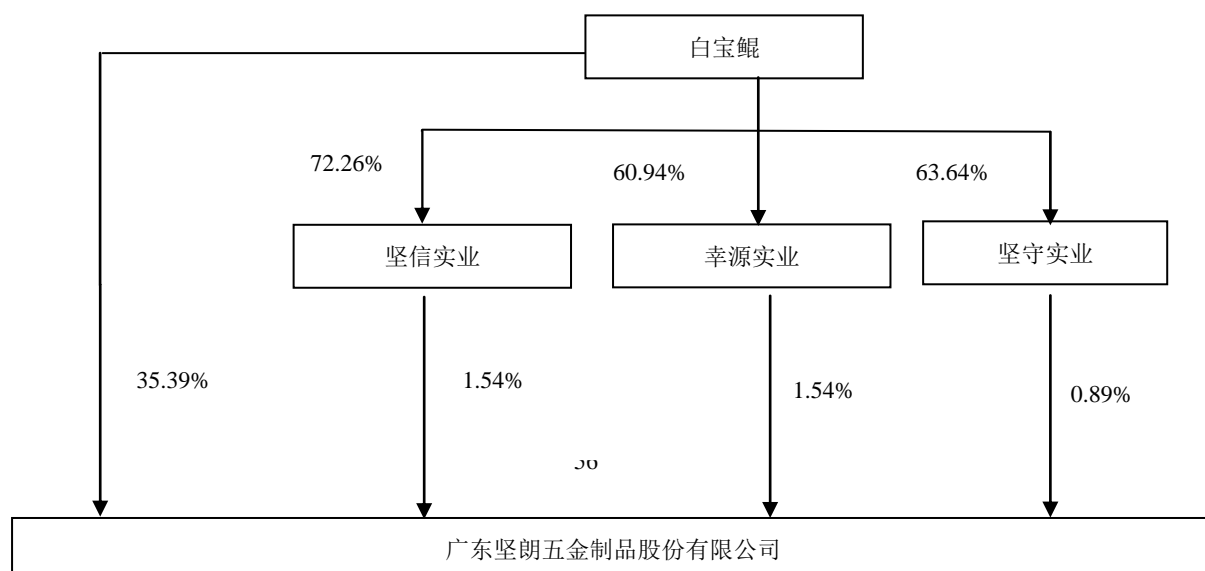 白宝鲲
72.26%
60.94%
63.64%
坚信实业
幸源实业
坚守实业
35.39%
1.54%
1.54%
0.89%
广东坚朗五金制品股份有限公司